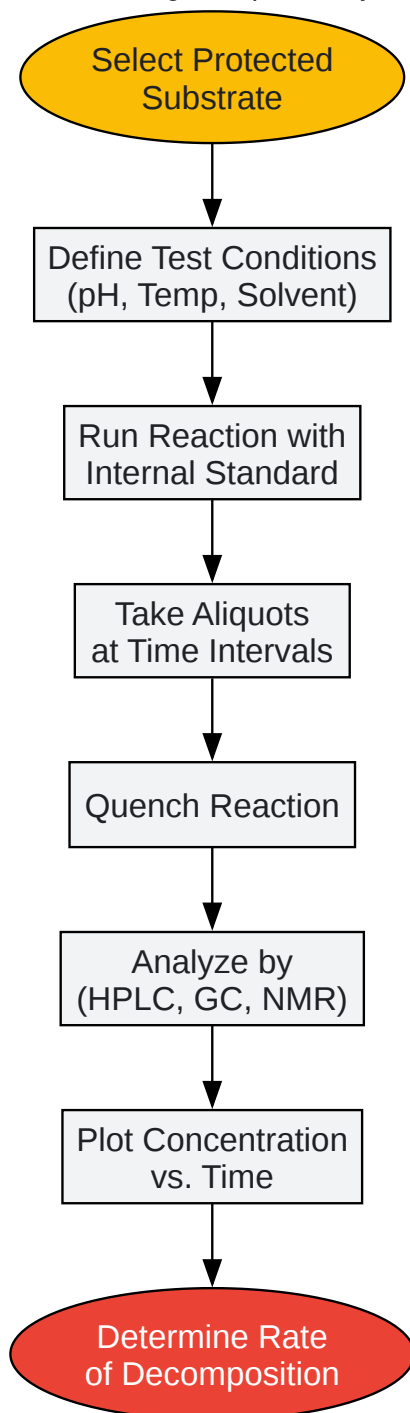 Select Protected
Substrate
Define Test Conditions
(pH, Temp, Solvent)
Run Reaction with
Internal Standard
Take Aliquots
at Time Intervals
Quench Reaction
Analyze by
(HPLC, GC, NMR)
Plot Concentration
vs. Time
Determine Rate
of Decomposition